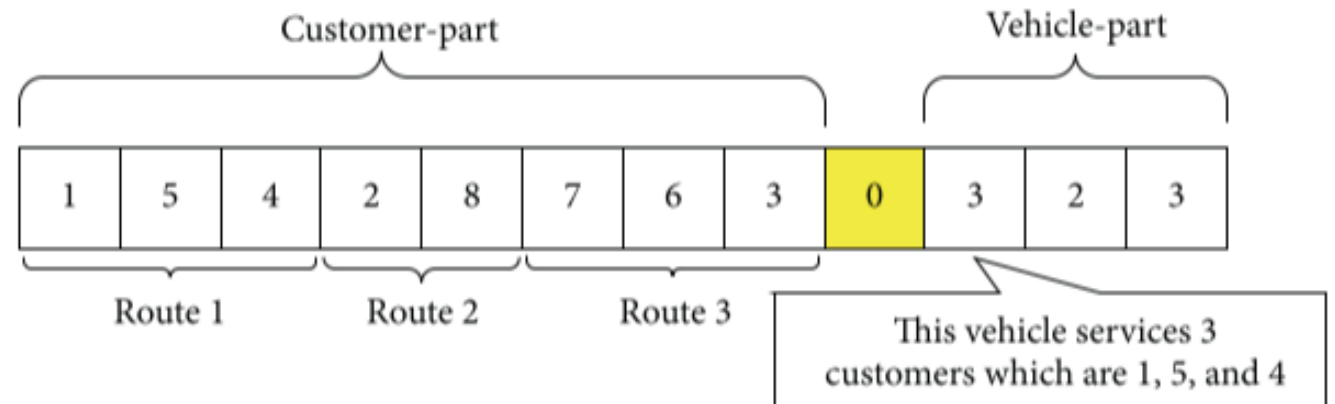 Customer-part
Vehicle-part
1 5 4 2 8 7 6 3 0 3 2 3
Route 1
Route 2
Route 3
This vehicle services 3
customers which are 1, 5, and 4